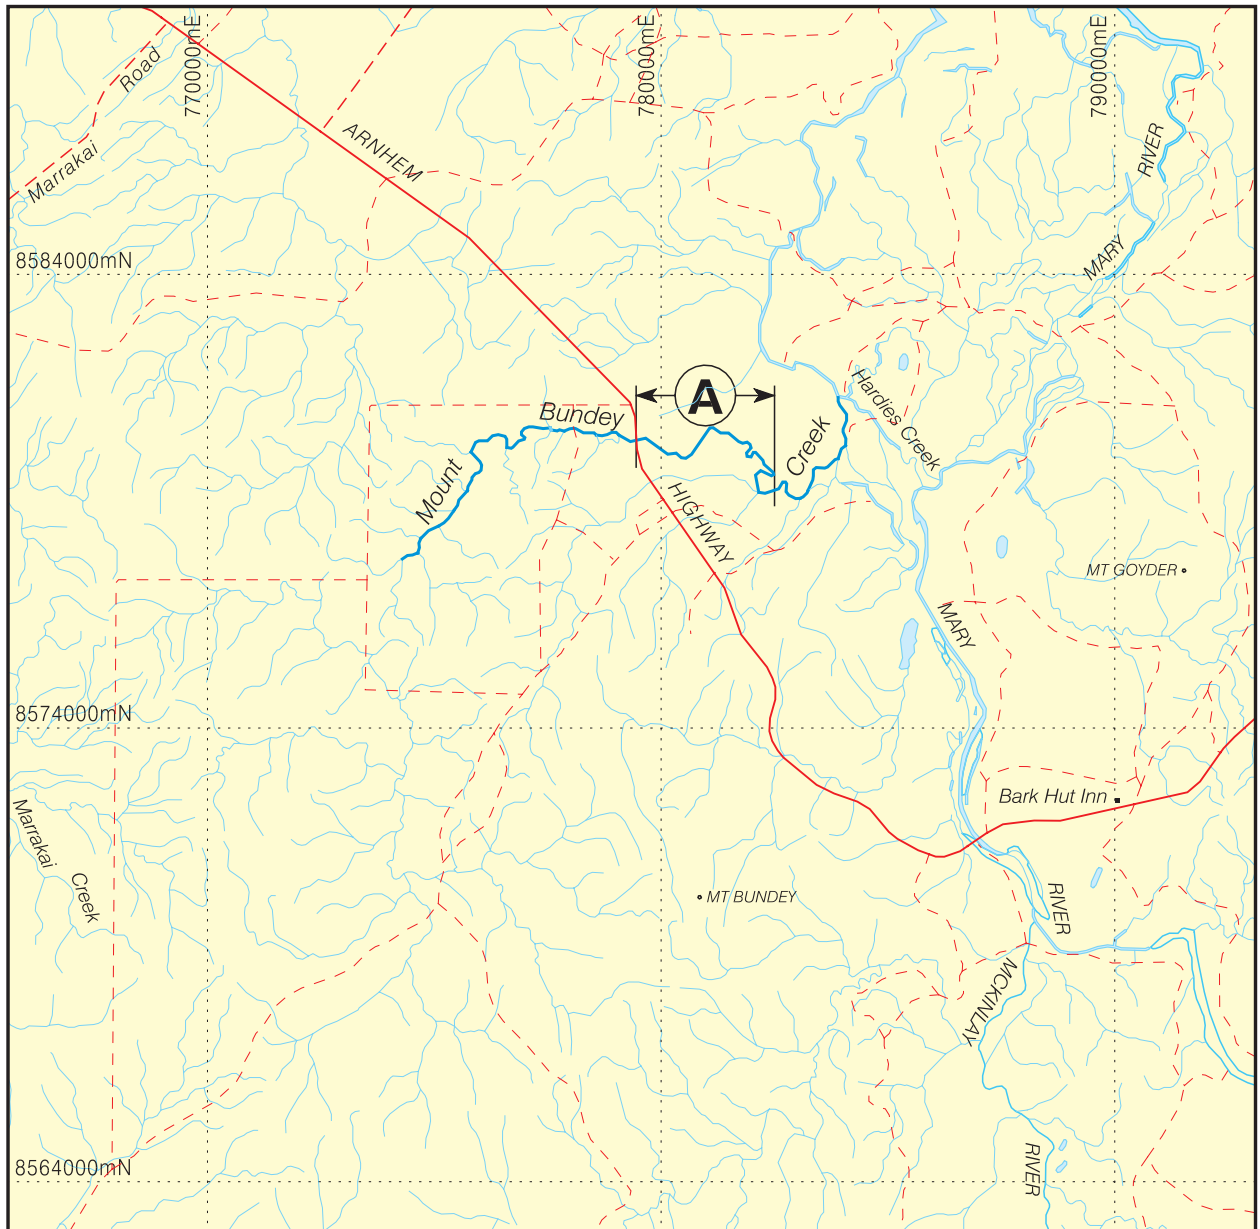 770000mE
780000mE
790000mE
Road
Marrakai
ARNHEM
RIVER
MARY
8584000mN
A
Hardies Creek
Bundey
Creek
Mount
HIGHWAY
MT GOYDER
MARY
8574000mN
Bark Hut Inn
Marrakai
Creek
MT BUNDEY
RIVER
MCKINLAY
8564000mN
RIVER